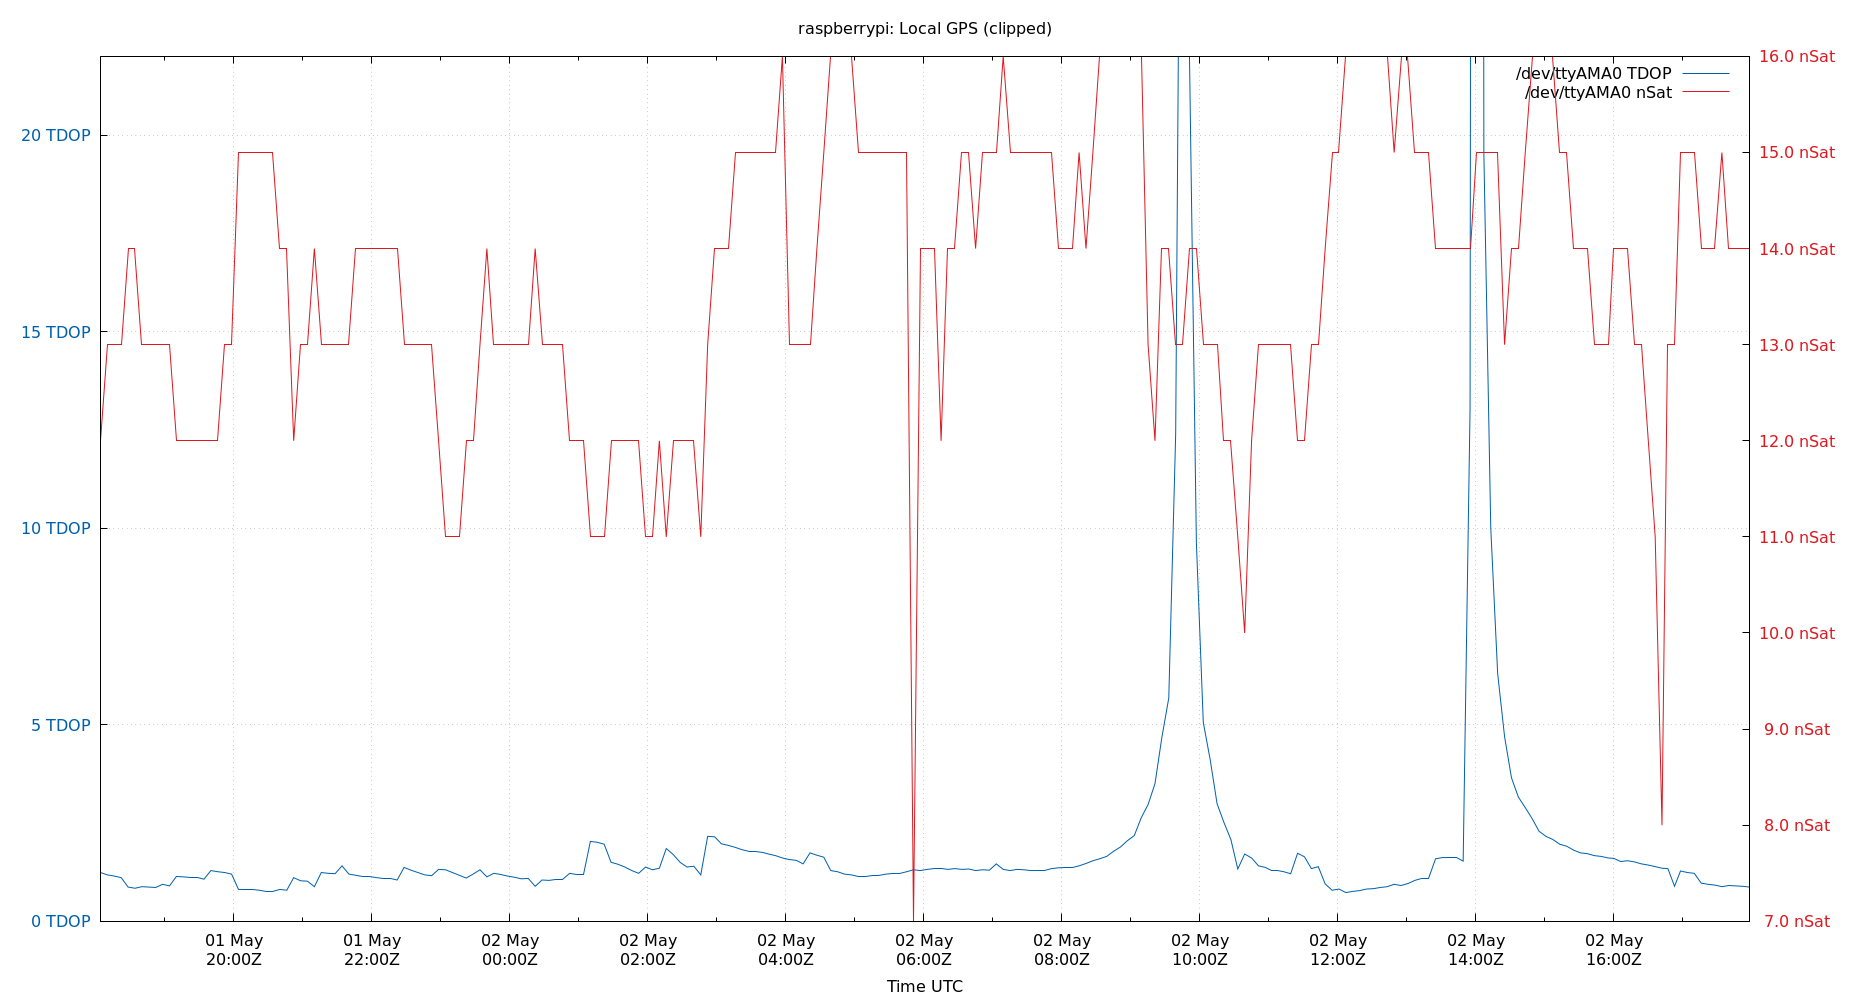 raspberrypi: Local GPS (clipped)
16.0 nSat
/dev/ttyAMA0 TDOP
/dev/ttyAMA0 nSat
20 TDOP
15.0 nSat
14.0 nSat
15 TDOP
13.0 nSat
12.0 nSat
10 TDOP
11.0 nSat
10.0 nSat
5 TDOP
9.0 nSat
8.0 nSat
0 TDOP
7.0 nSat
01 May
20:00Z
01 May
22:00Z
02 May
00:00Z
02 May
02:00Z
02 May
04:00Z
02 May
06:00Z
02 May
08:00Z
02 May
10:00Z
02 May
12:00Z
02 May
14:00Z
02 May
16:00Z
Time UTC